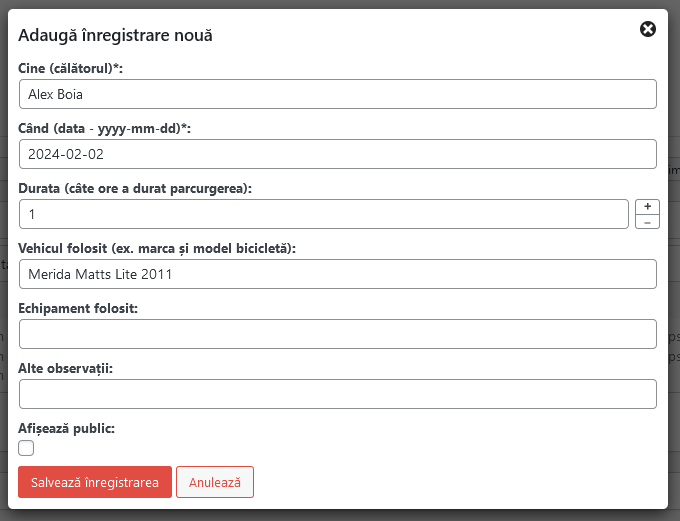 Adaugă înregistrare nouă
Cine (călătorul)*:
Alex Boia
Când (data - yyyy-mm-dd)*:
2024-02-02
Durata (câte ore a durat parcurgerea):
1
+
−
Vehicul folosit (ex. marca și model bicicletă):
Merida Matts Lite 2011
Echipament folosit:
Alte observații:
Afișează public:
Salvează înregistrarea
Anulează